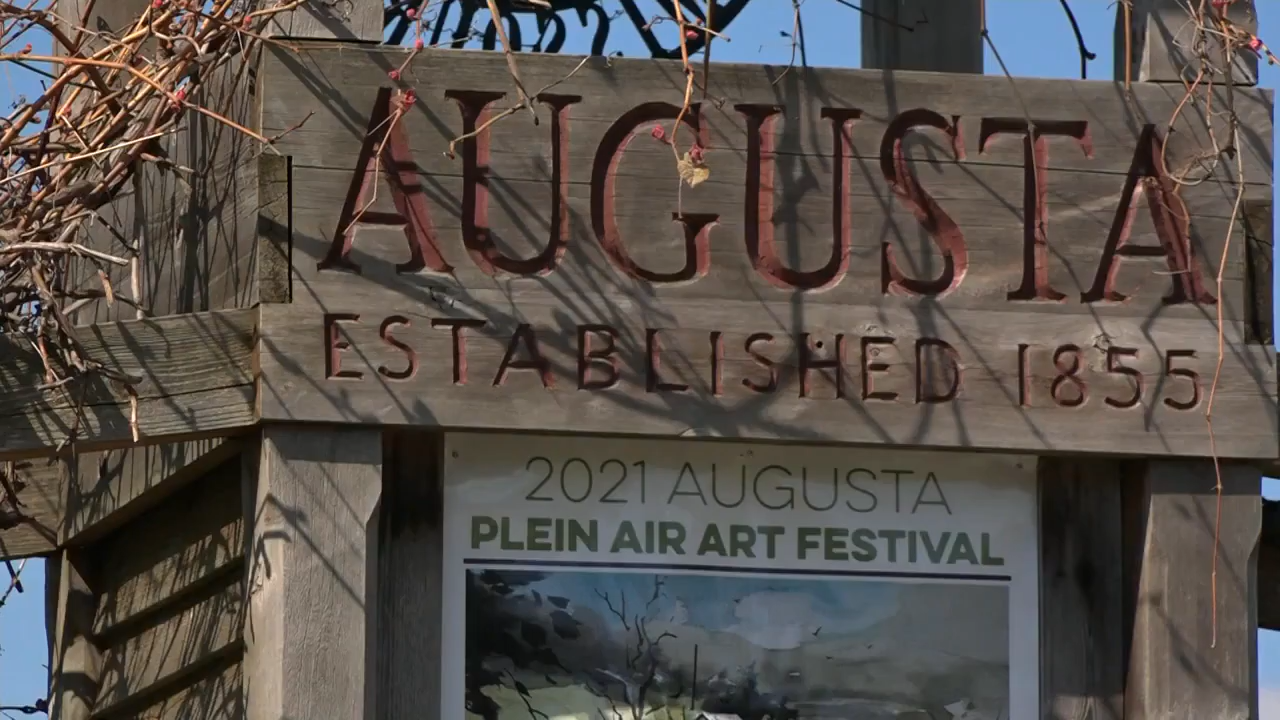 AUGUSTA
ESTABLISHED 1855
2021 AUGUSTA
PLEIN AIR ART FESTIVAL